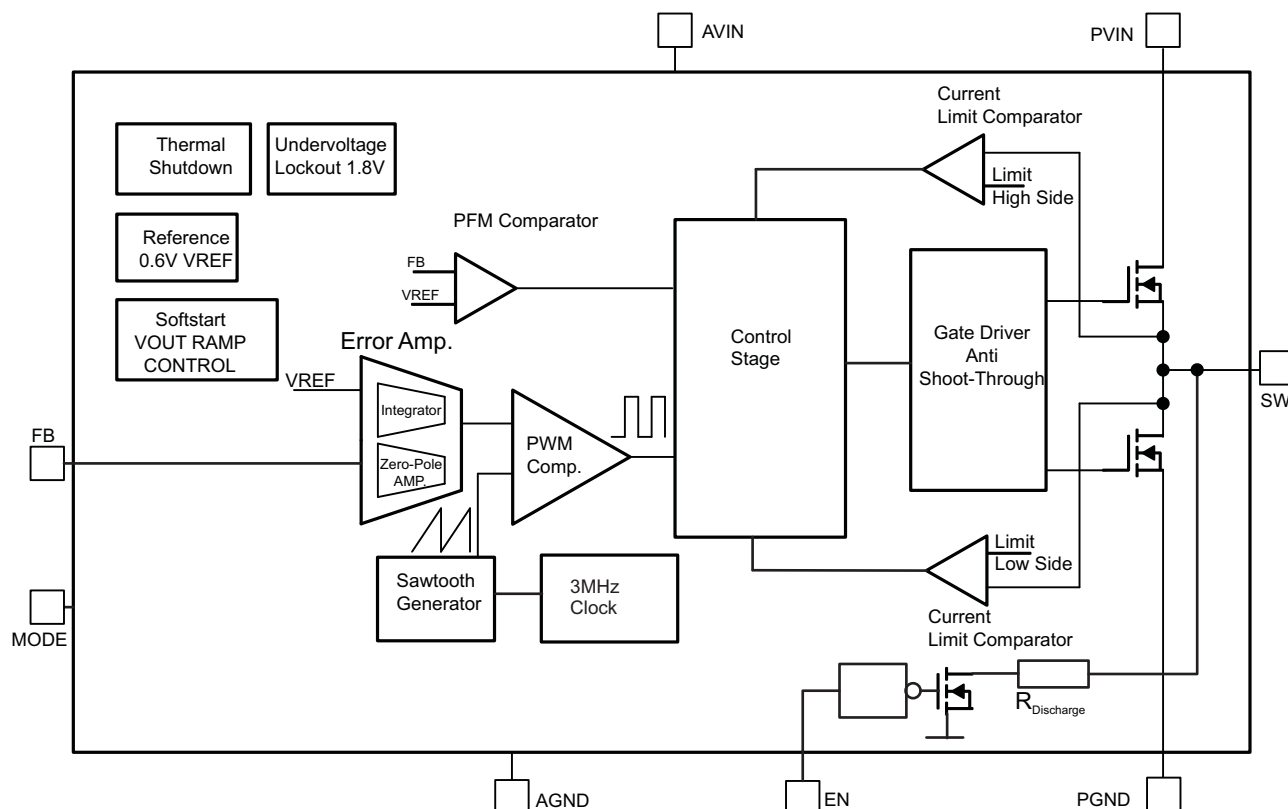 AVIN
PVIN
Current
Limit Comparator
Thermal
Shutdown
Undervoltage
Lockout 1.8V
Limit
High Side
Reference
0.6V VREF
PFM Comparator
FB
VREF
Softstart
VOUT RAMP
CONTROL
Error Amp.
VREF
Integrator
Zero-Pole
AMP.
PWM
Comp.
Control
Stage
Gate Driver
Anti
Shoot-Through
SW
FB
Sawtooth
Generator
3MHz
Clock
Limit
Low Side
Current
Limit Comparator
MODE
RDischarge
AGND
EN
PGND